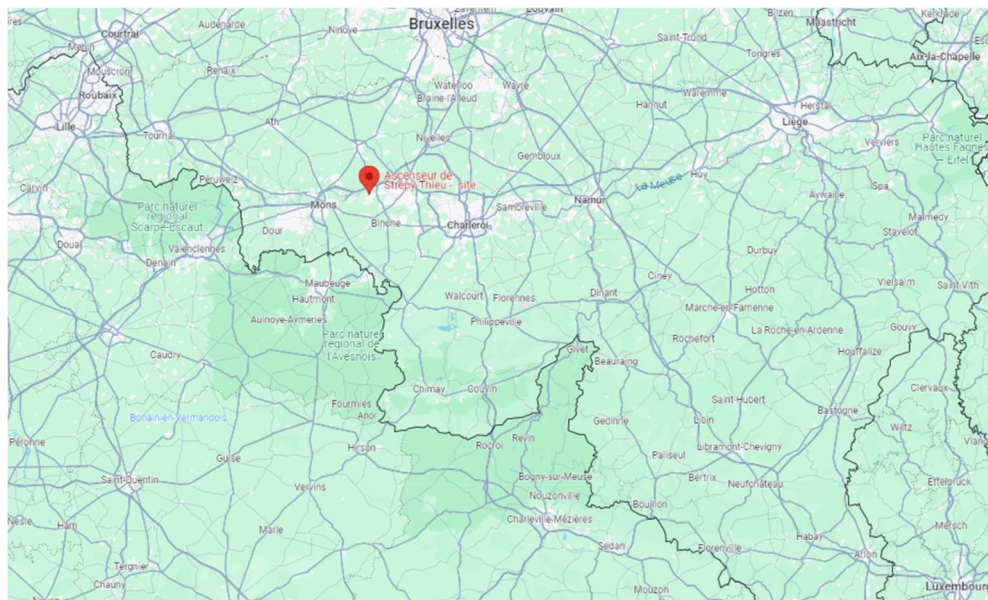 Zaventem
Louvain
Bruxelles
Bilzen
Maastricht
Kerkrade
Audenarde
Ninove
Courtrai
Menin
Saint-Trond
Tongres
Aix-la-Chapelle
Mouscron
Renaix
Waterloo
Wavre
Braine-l'Alleud
Hannut
Waremme
Herstal
Roubaix
Ath
Liège
Lille
Tournai
Nivelles
Verviers
Parc naturel
Hautes Fagnes
– Eifel
Gembloux
Ascenseur de
Strépy-Thieu - site
Péruwelz
Carvin
La Meuse
Huy
Spa
Aywaille
Mons
Sambreville
Namur
Parc naturel
régional
Scarpe-Escaut
Binche
Charleroi
Malmedy
Stavelot
Dour
Douai
Valenciennes
Denain
Durbuy
Ciney
Maubeuge
Hautmont
Hotton
Vielsalm
Saint-Vith
Walcourt
Florennes
Dinant
Marche-en-Famenne
Aulnoye-Aymeries
Philippeville
La Roche-en-Ardenne
Gouvy
Parc naturel
régional de
l'Avesnois
Rochefort
Caudry
Givet
Beauraing
Houffalize
Chimay
Couvin
Clervaux
Saint-Hubert
Fourmies
Anor
Bohain-en-Vermandois
Bastogne
Gedinne
Libin
Wiltz
Péronne
Hirson
Rocroi
Revin
Libramont-Chevigny
Guise
Paliseul
Saint-Quentin
Vervins
Bogny-sur-Meuse
Bertrix
Neufchâteau
Ettelbruck
Nouzonville
Bouillon
Nesle
Ham
Marle
Charleville-Mézières
Mersch
Sedan
Florenville
Habay
Arlon
Tergnier
Chauny
Mouzon
Luxembourg